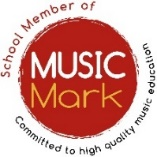 School Member of
MUSIC
Mark
Committed to high quality music education